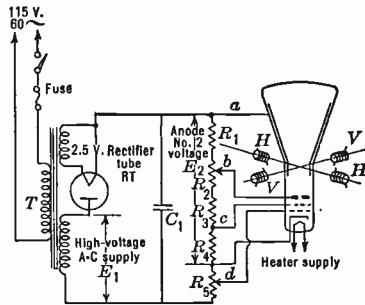 115 V.
60~
Fuse
T
2.5 V.
Rectifier
tube
RT
High-voltage
A-C supply
E1
C1
Anode
No. 2
voltage
E2
R1
R2
R3
R4
R5
a
b
c
d
H
V
V
H
Heater supply